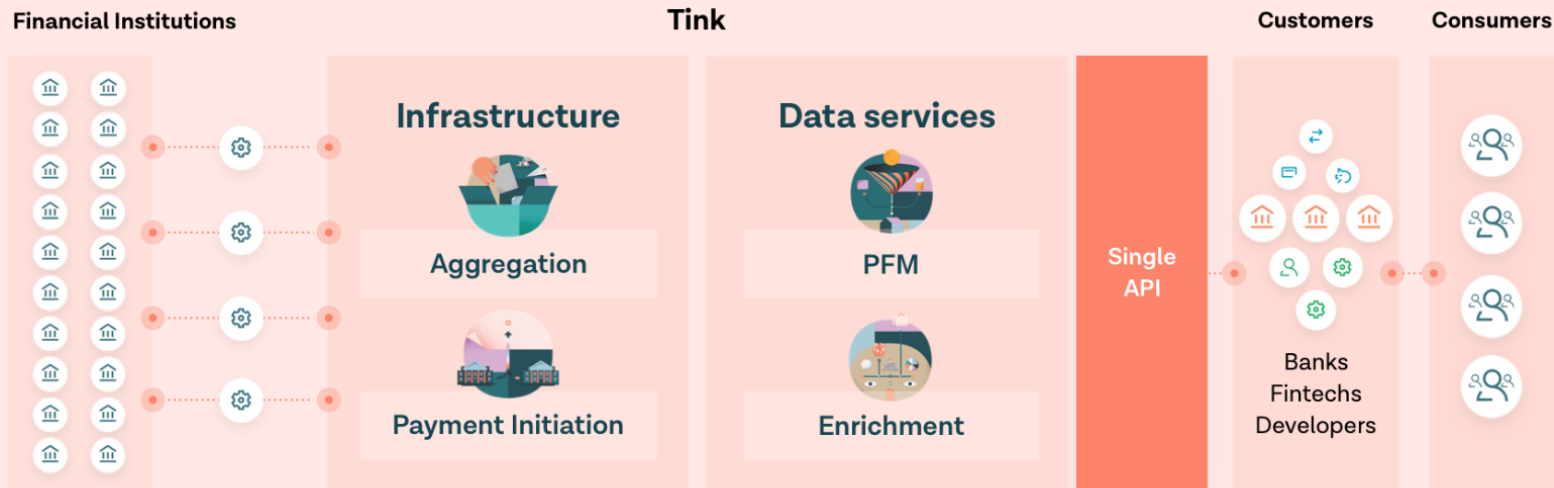 Financial Institutions
Tink
Customers
Consumers
Infrastructure
Aggregation
Payment Initiation
Data services
PFM
Enrichment
Single
API
Banks
Fintechs
Developers